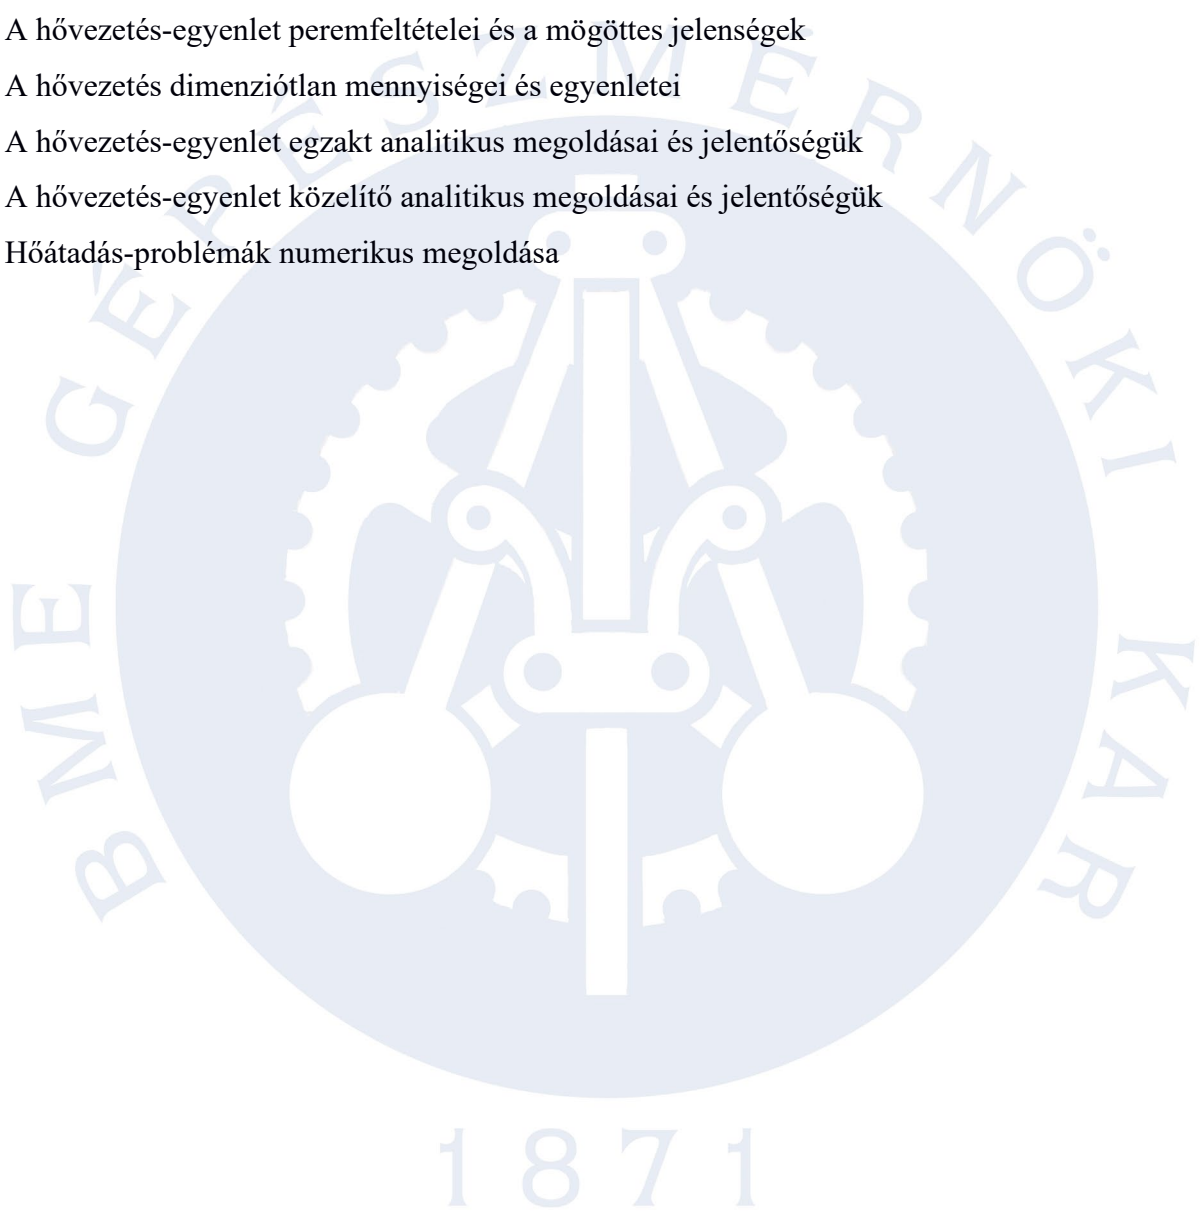 A hővezetés-egyenlet peremfeltételei és a mögöttes jelenségek
A hővezetés dimenziótlan mennyiségei és egyenletei
A hővezetés-egyenlet egzakt analitikus megoldásai és jelentőségük
A hővezetés-egyenlet közelítő analitikus megoldásai és jelentőségük
Hőátadás-problémák numerikus megoldása
BME GÉPÉSZMÉRNÖKI KAR
1871